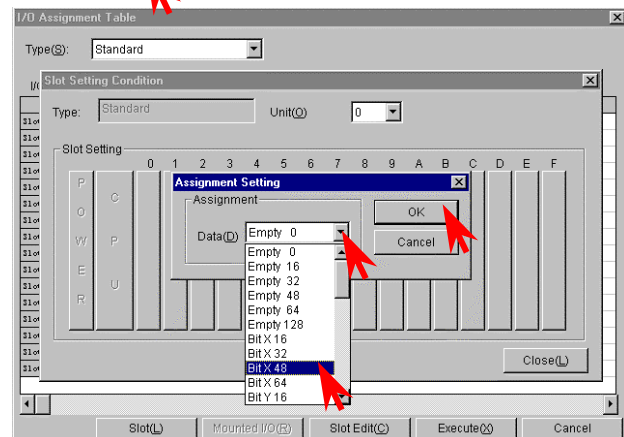 I/O Assignment Table
Type(S): Standard
I/O
Slot Setting Condition
Type: Standard Unit(O) 0
Slot Setting
0 1 2 3 4 5 6 7 8 9 A B C D E F
POWER
CPU
Assignment Setting
Assignment
Data(D) Empty 0
OK
Cancel
Empty 0
Empty 16
Empty 32
Empty 48
Empty 64
Empty 128
Bit X 16
Bit X 32
Bit X 48
Bit X 64
Bit Y 16
Close(L)
Slot(L) Mounted I/O(R) Slot Edit(C) Execute(X) Cancel